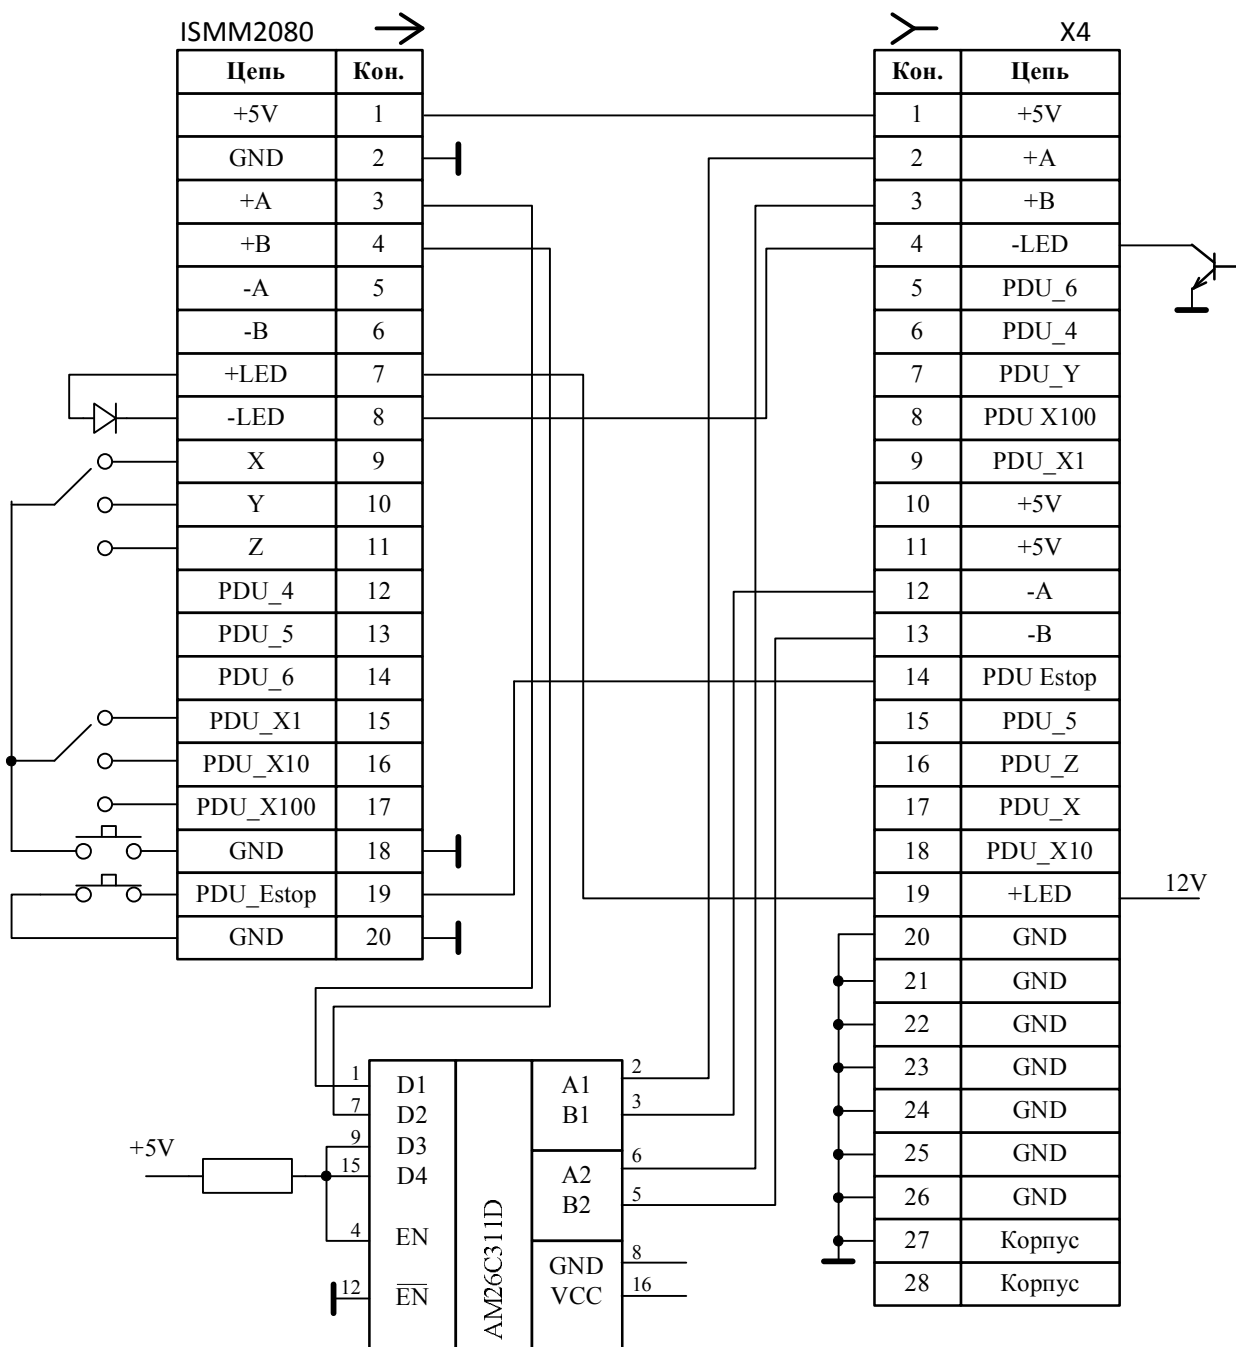 ISMM2080
Цепь Кон.
+5V 1
GND 2
+A 3
+B 4
-A 5
-B 6
+LED 7
-LED 8
X 9
Y 10
Z 11
PDU_4 12
PDU_5 13
PDU_6 14
PDU_X1 15
PDU_X10 16
PDU_X100 17
GND 18
PDU_Estop 19
GND 20
X4
Кон. Цепь
1 +5V
2 +A
3 +B
4 -LED
5 PDU_6
6 PDU_4
7 PDU_Y
8 PDU X100
9 PDU_X1
10 +5V
11 +5V
12 -A
13 -B
14 PDU Estop
15 PDU_5
16 PDU_Z
17 PDU_X
18 PDU_X10
19 +LED
12V
20 GND
21 GND
22 GND
23 GND
24 GND
25 GND
26 GND
27 Корпус
28 Корпус
+5V
1 D1
7 D2
9 D3
15 D4
4 EN
12 EN
AM26C311D
A1 2
B1 3
A2 6
B2 5
GND 8
VCC 16